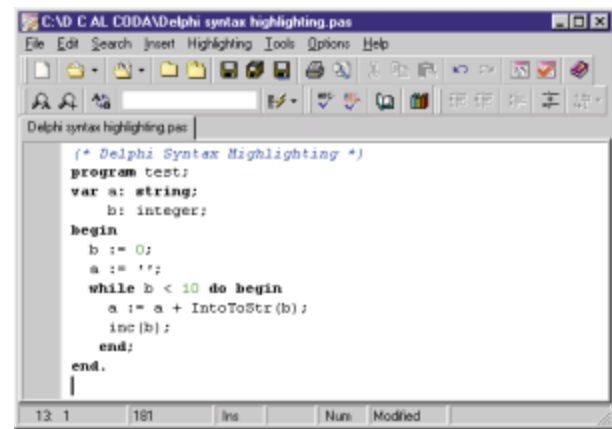 C:\D C AL CODA\Delphi syntax highlighting.pas
File Edit Search Insert Highlighting Tools Options Help
Delphi syntax highlighting.pas
(* Delphi Syntax Highlighting *)
program test;
var a: string;
b: integer;
begin
b := 0;
a := '';
while b < 10 do begin
a := a + IntoToStr(b);
inc(b);
end;
end.
13: 1 181 Ins Num Modified